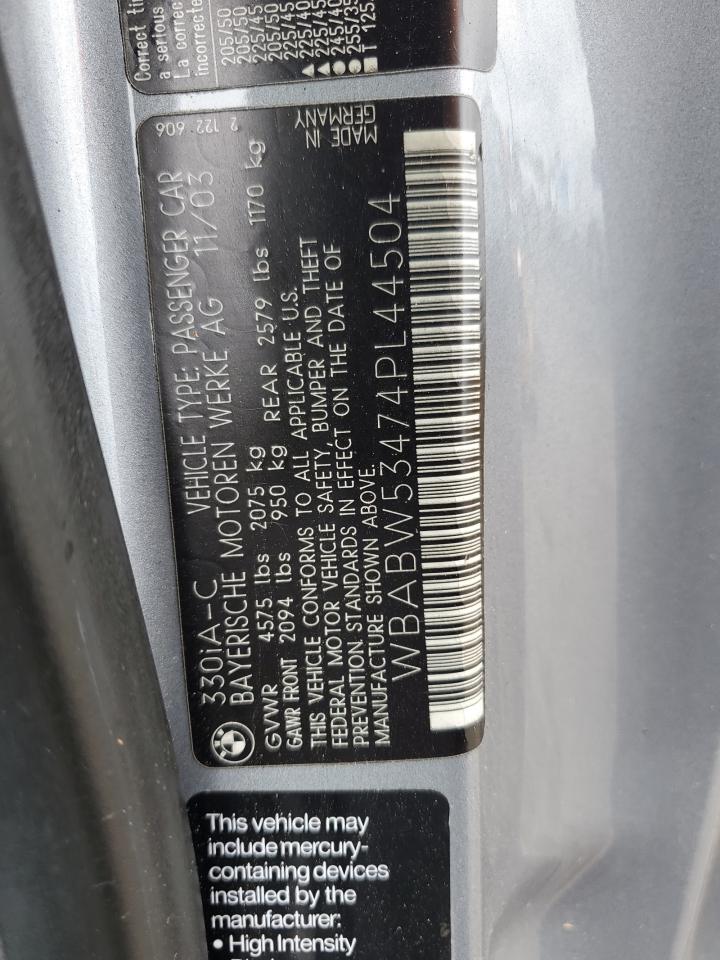 Correct ti
a serious
La correc
incorrec
205/50
205/50
225/45
205/50
225/45
225/40
▲225/45
▲245/40
●255/35
■T 125
2 122 606
330iA-C VEHICLE TYPE: PASSENGER CAR
BAYERISCHE MOTOREN WERKE AG 11/03
GVWR 4575 lbs 2075 kg
GAWR FRONT 2094 lbs 950 kg REAR 2579 lbs 1170 kg
THIS VEHICLE CONFORMS TO ALL APPLICABLE U.S.
FEDERAL MOTOR VEHICLE SAFETY, BUMPER AND THEFT
PREVENTION STANDARDS IN EFFECT ON THE DATE OF
MANUFACTURE SHOWN ABOVE.
MADE IN
GERMANY
WBABW53474PL44504
This vehicle may
include mercury-
containing devices
installed by the
manufacturer:
• High Intensity